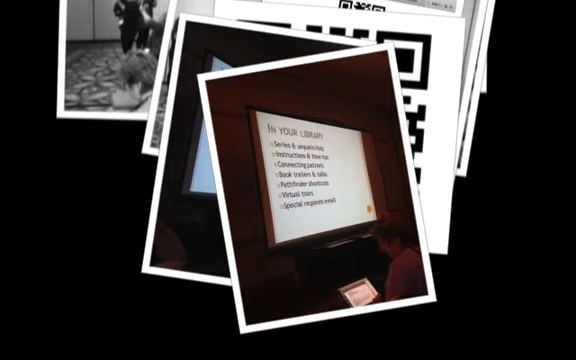 IN YOUR LIBRARY
Series & sequels lists
Instructions & how-tos
Connecting patrons
Book trailers & talks
Pathfinder shortcuts
Virtual tours
Special requests email